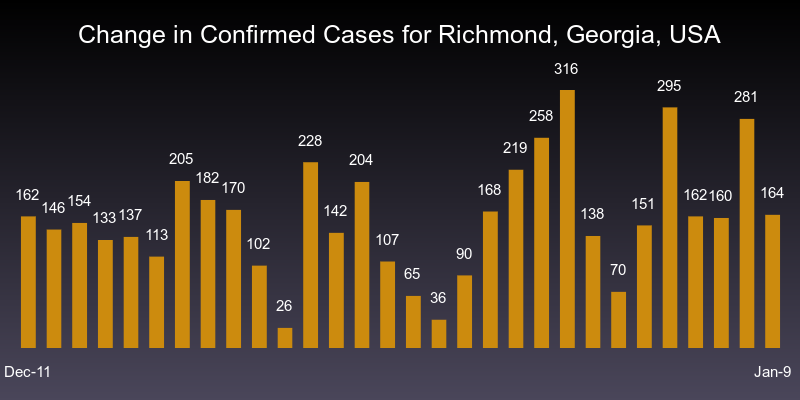 Change in Confirmed Cases for Richmond, Georgia, USA
162 146 154 133 137 113 205 182 170 102 26 228 142 204 107 65 36 90 168 219 258 316 138 70 151 295 162 160 281 164
Dec-11 Jan-9